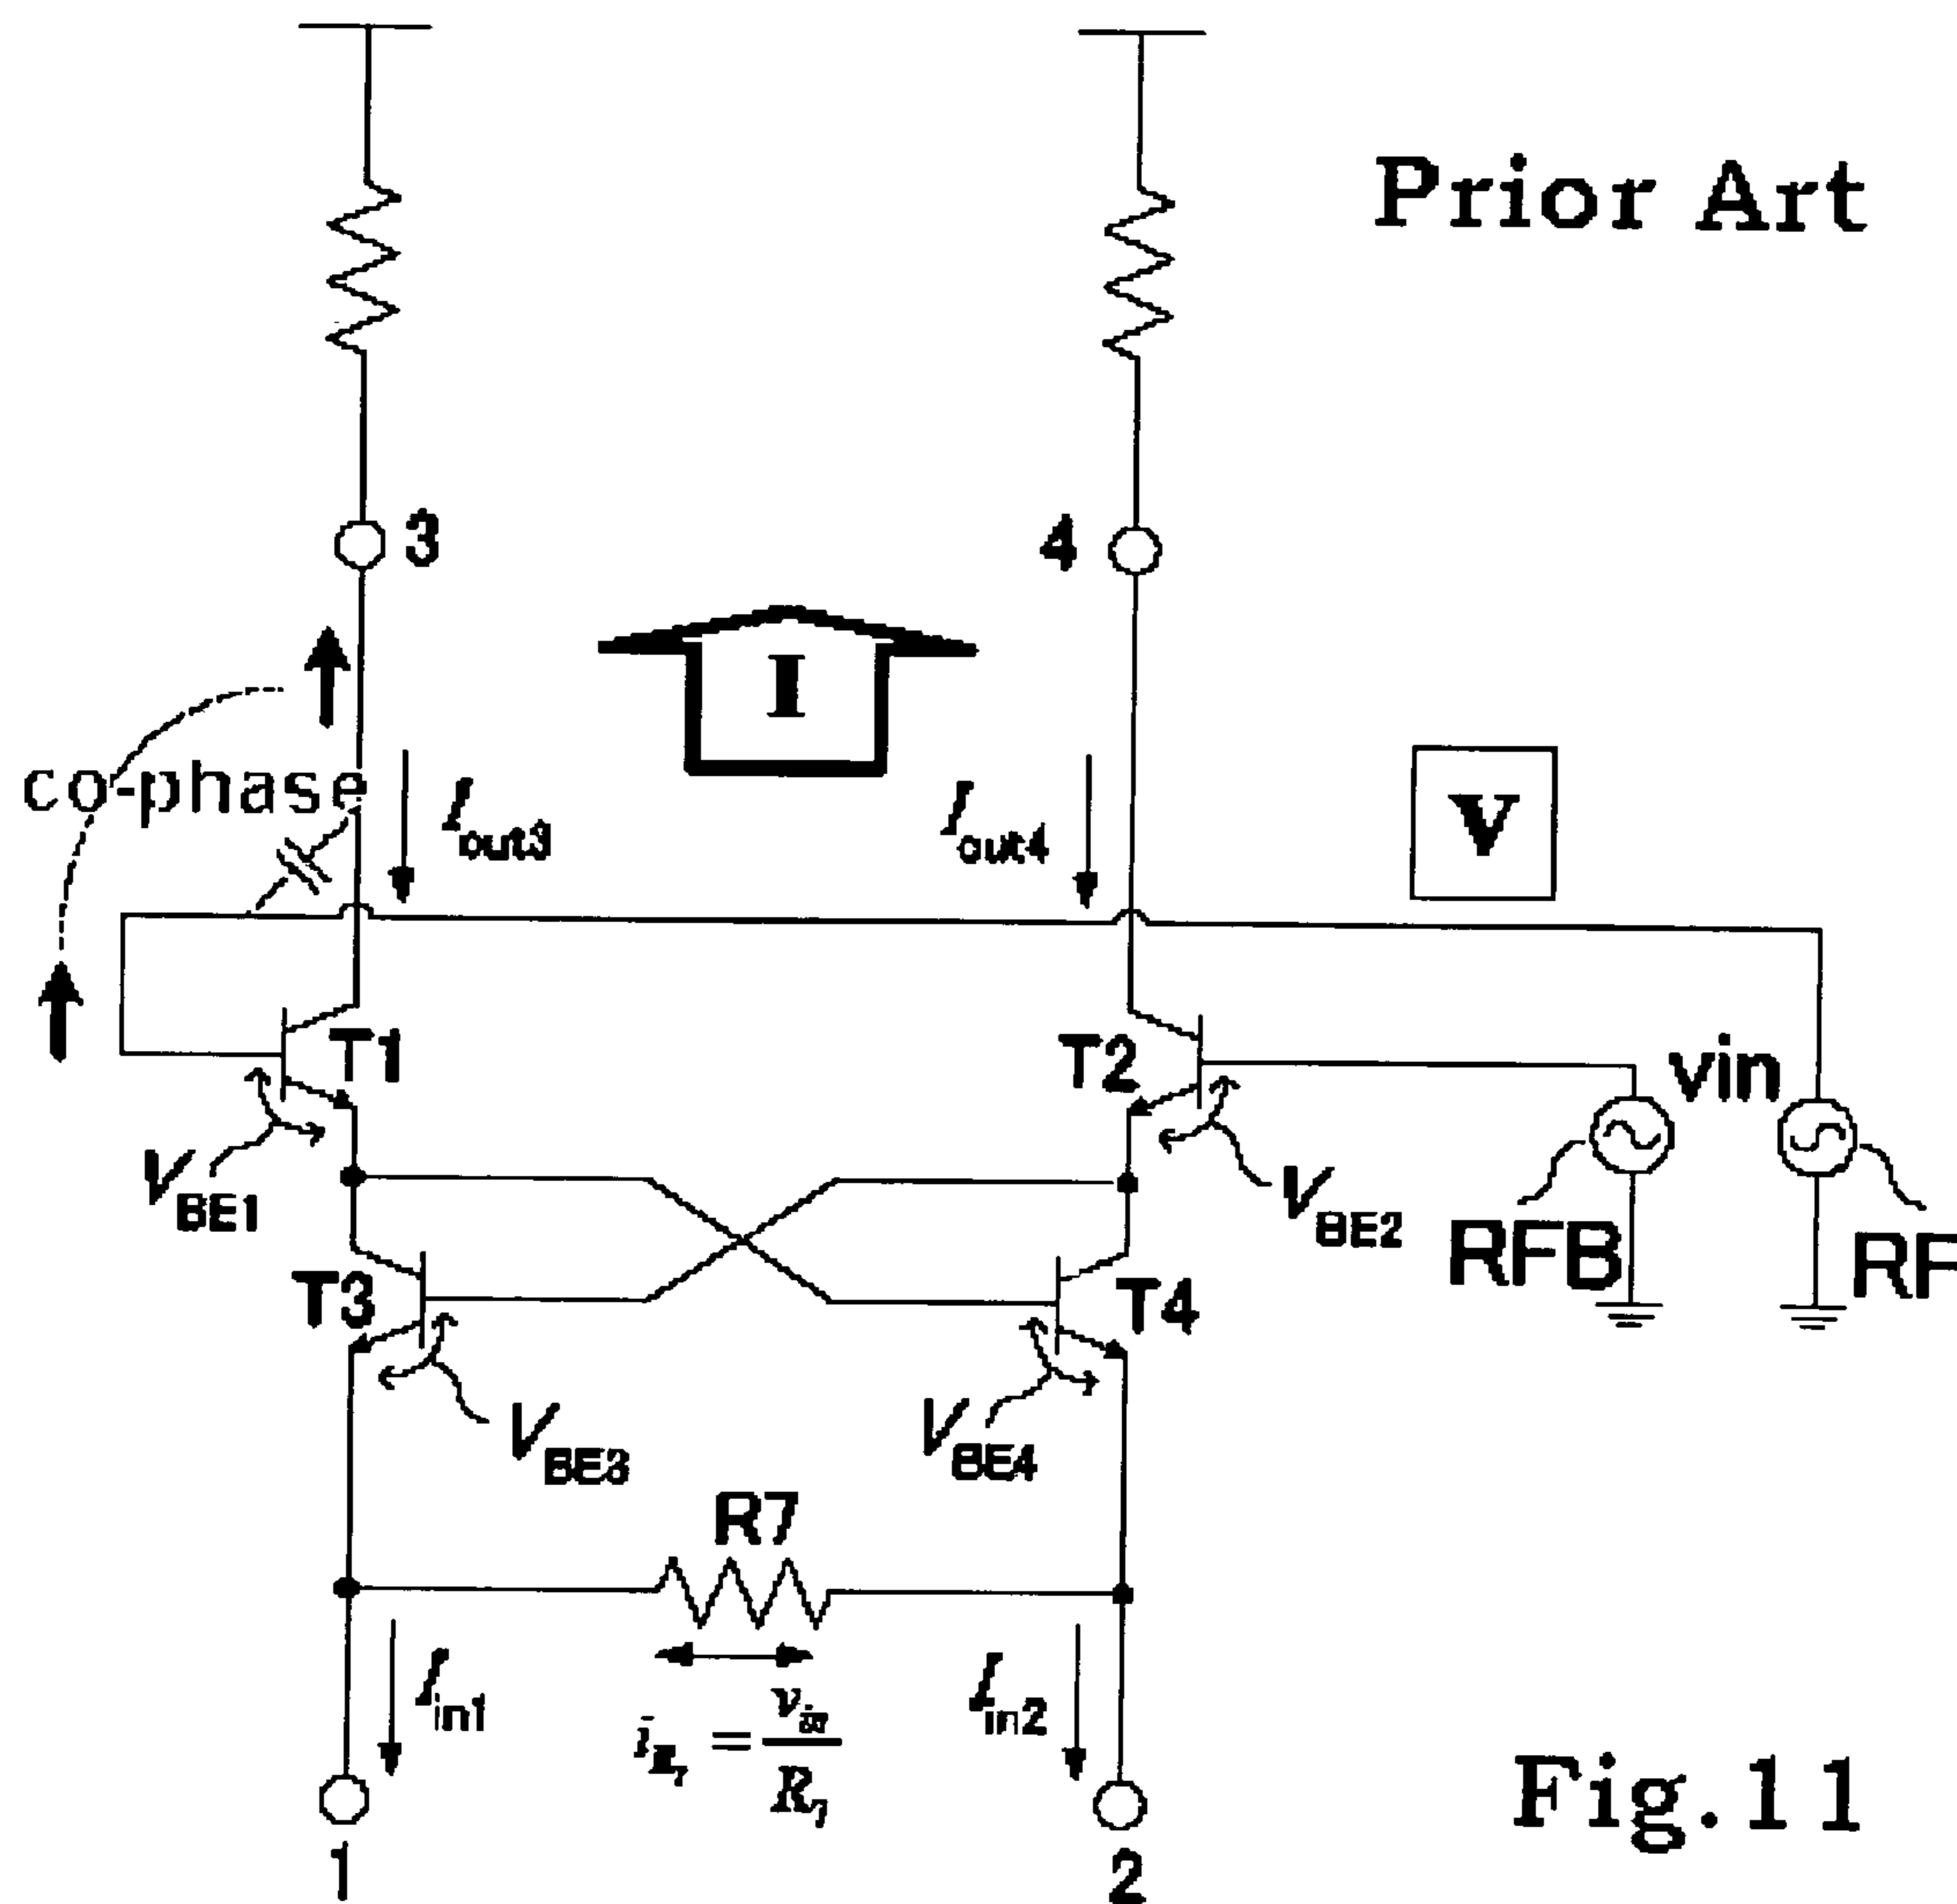 Prior Art
3
4
I
co-phase
Iout3
Iout4
V
T1
T2
vin
VBE1
VBE2
RFB
RF
T3
T4
VBE3
VBE4
R7
Iin1
Iin2
iR7 = vin / R7
1
2
Fig.11